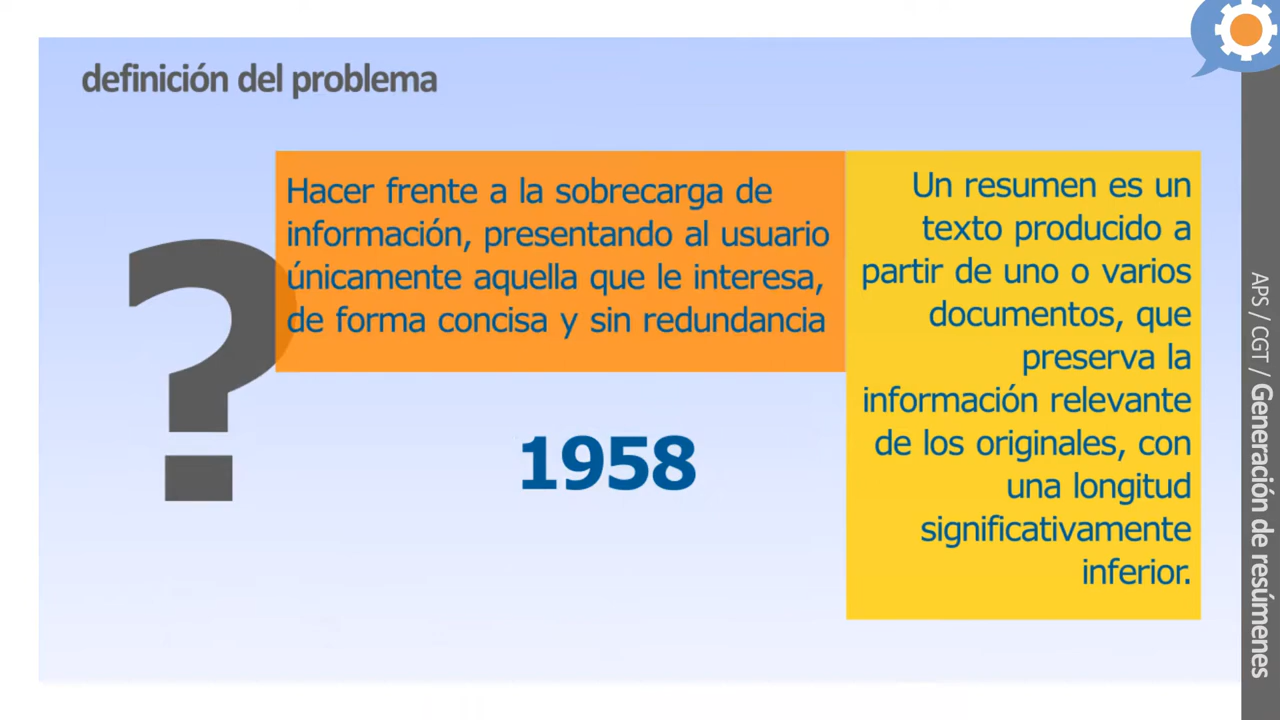 definición del problema
?
Hacer frente a la sobrecarga de
información, presentando al usuario
únicamente aquella que le interesa,
de forma concisa y sin redundancia
1958
Un resumen es un
texto producido a
partir de uno o varios
documentos, que
preserva la
información relevante
de los originales, con
una longitud
significativamente
inferior.
APS / CGT / Generación de resúmenes